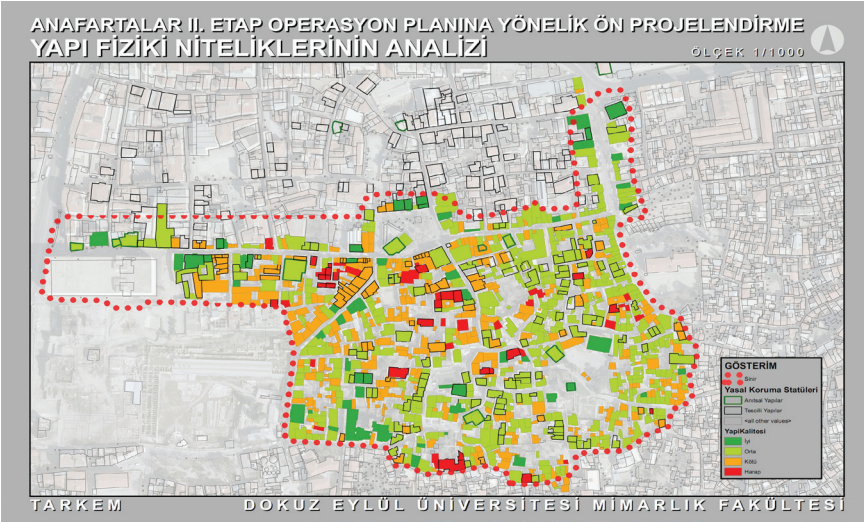 ANAFARTALAR II. ETAP OPERASYON PLANINA YÖNELİK ÖN PROJELENDİRME
YAPI FİZİKİ NİTELİKLERİNİN ANALİZİ
ÖLÇEK 1/1000
GÖSTERİM
Sınır
Yasal Koruma Statüleri
Anıtsal Yapılar
Tescilli Yapılar
<all other values>
YapiKalitesi
İyi
Orta
Kötü
Harap
TARKEM
DOKUZ EYLÜL ÜNİVERSİTESİ MİMARLIK FAKÜLTESİ